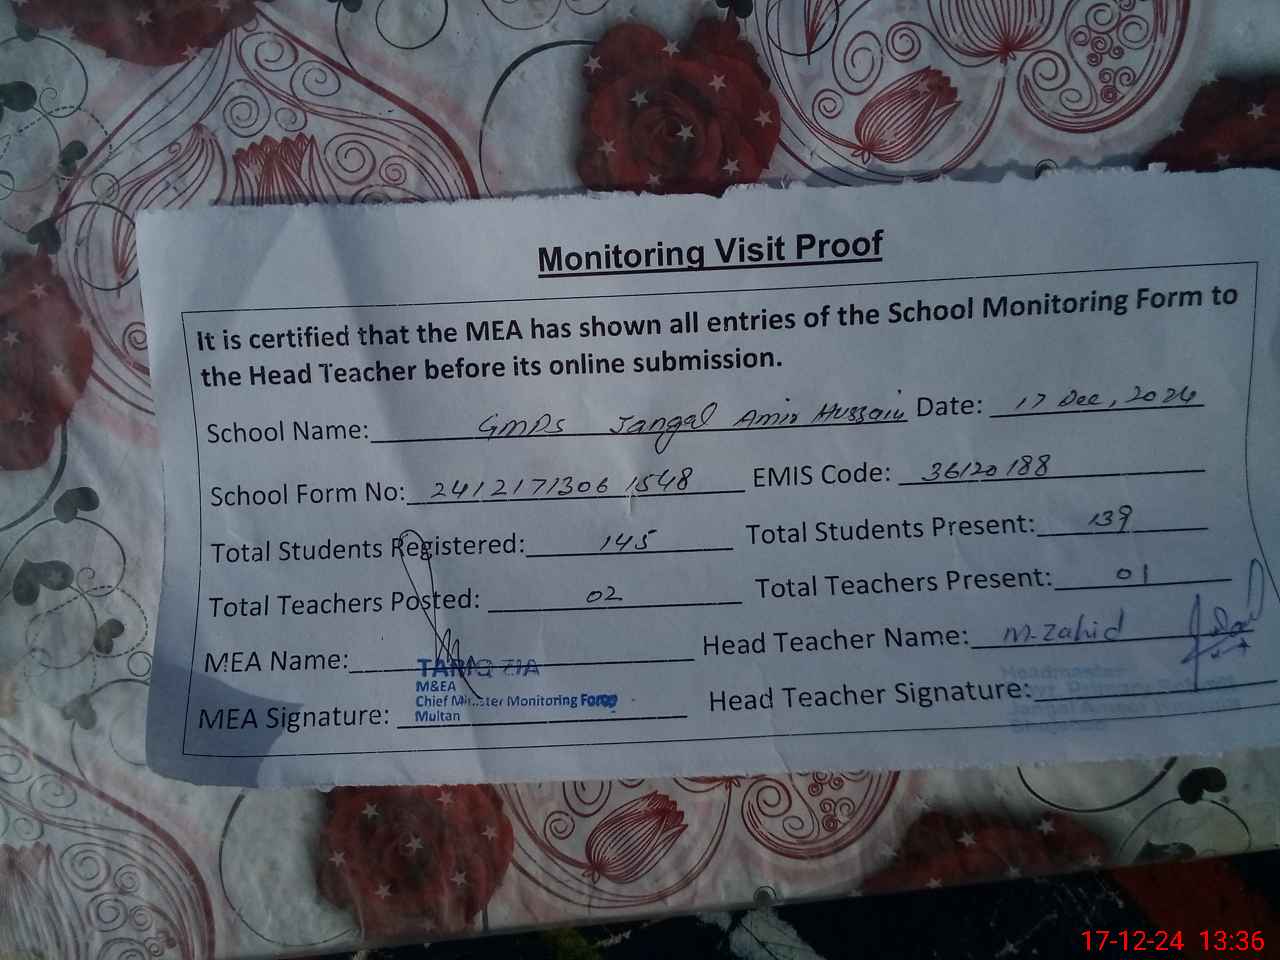 Monitoring Visit Proof
It is certified that the MEA has shown all entries of the School Monitoring Form to
the Head Teacher before its online submission.
School Name: GMPS Jangal Amir Hussain Date: 17 Dec, 2024
School Form No: 24121713061548 EMIS Code: 36120188
Total Students Registered: 145 Total Students Present: 139
Total Teachers Posted: 02 Total Teachers Present: 01
MEA Name: Head Teacher Name: M-Zahid
TARIQ ZIA
M&EA
Chief Minister Monitoring Force
Multan
MEA Signature: Head Teacher Signature:
Headmaster
17-12-24 13:36